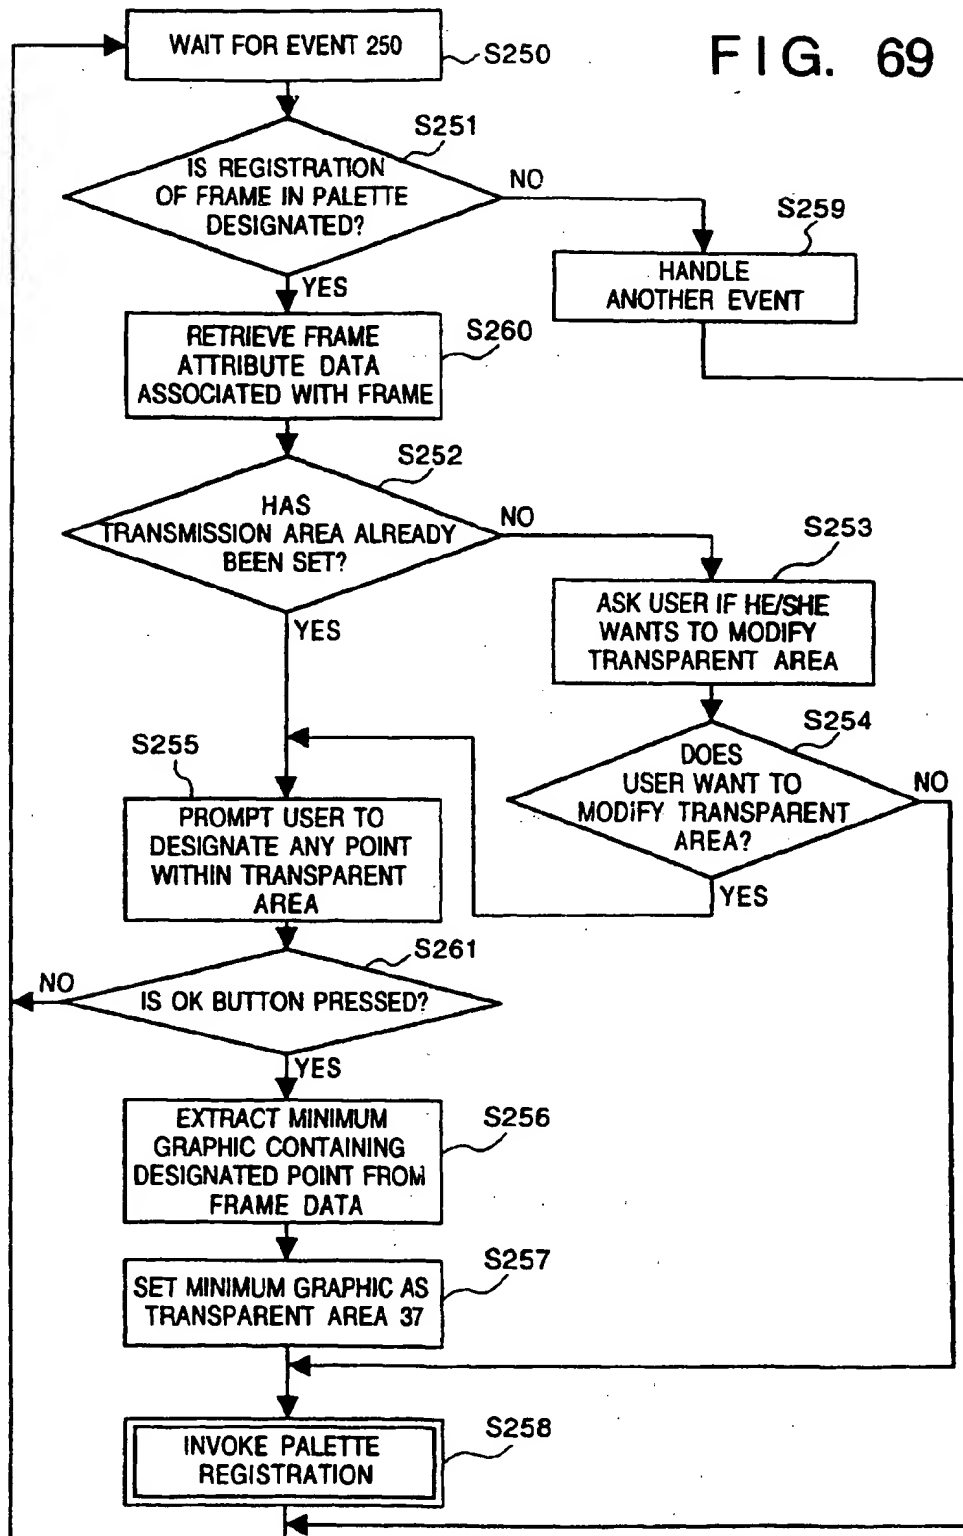 FIG. 69
WAIT FOR EVENT 250
S250
S251
IS REGISTRATION
OF FRAME IN PALETTE
DESIGNATED?
NO
YES
S259
HANDLE
ANOTHER EVENT
S260
RETRIEVE FRAME
ATTRIBUTE DATA
ASSOCIATED WITH FRAME
S252
HAS
TRANSMISSION AREA ALREADY
BEEN SET?
NO
YES
S253
ASK USER IF HE/SHE
WANTS TO MODIFY
TRANSPARENT AREA
S254
DOES
USER WANT TO
MODIFY TRANSPARENT
AREA?
NO
YES
S255
PROMPT USER TO
DESIGNATE ANY POINT
WITHIN TRANSPARENT
AREA
S261
IS OK BUTTON PRESSED?
NO
YES
S256
EXTRACT MINIMUM
GRAPHIC CONTAINING
DESIGNATED POINT FROM
FRAME DATA
S257
SET MINIMUM GRAPHIC AS
TRANSPARENT AREA 37
S258
INVOKE PALETTE
REGISTRATION